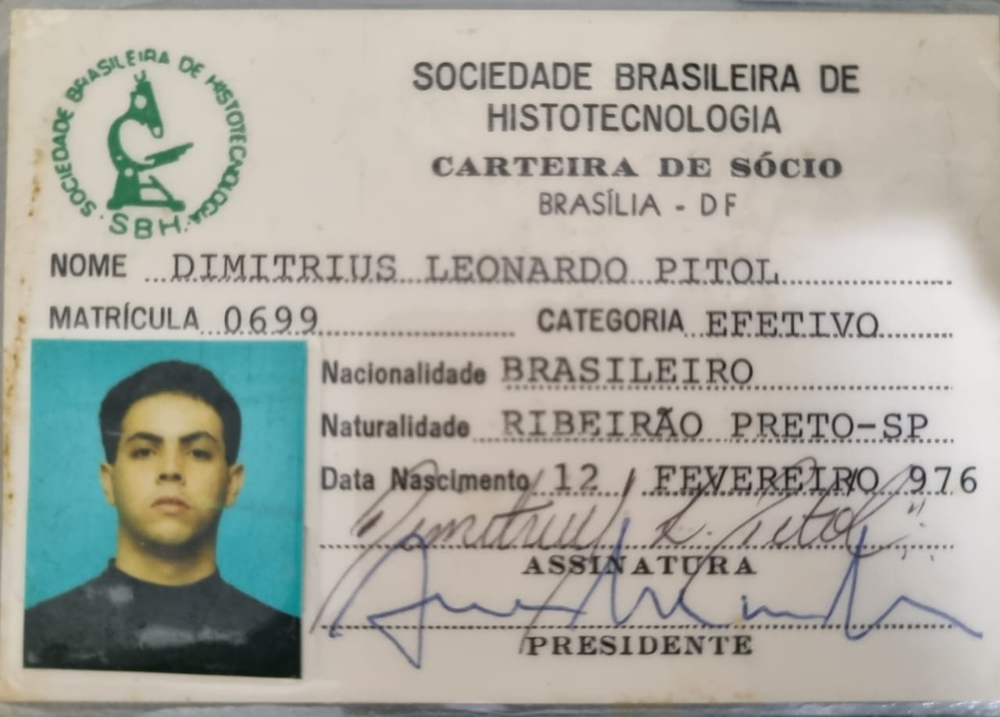 SOCIEDADE BRASILEIRA DE HISTOTECNOLOGIA
SBH
SOCIEDADE BRASILEIRA DE
HISTOTECNOLOGIA
CARTEIRA DE SÓCIO
BRASÍLIA - DF
NOME DIMITRIUS LEONARDO PITOL
MATRÍCULA 0699 CATEGORIA EFETIVO
Nacionalidade BRASILEIRO
Naturalidade RIBEIRÃO PRETO-SP
Data Nascimento 12 / FEVEREIRO / 976
Dimitrius L. Pitol
ASSINATURA
PRESIDENTE